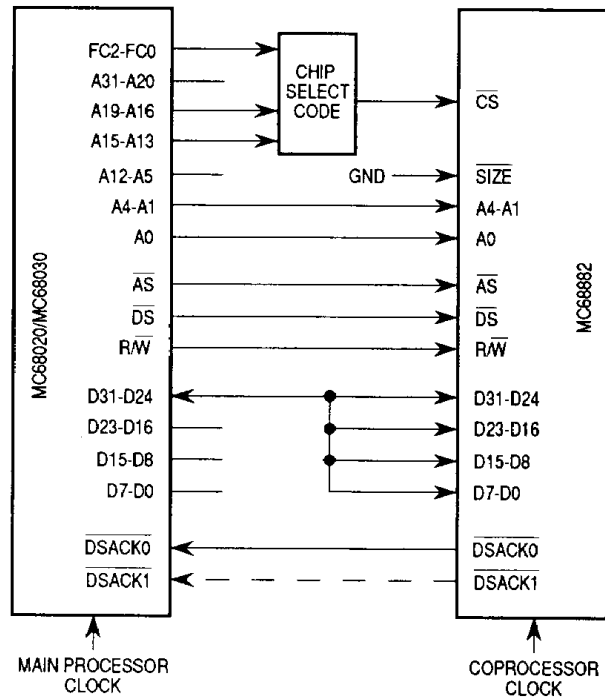 MC68020/MC68030
FC2-FC0
A31-A20
A19-A16
A15-A13
A12-A5
A4-A1
A0
AS
DS
R/W
D31-D24
D23-D16
D15-D8
D7-D0
DSACK0
DSACK1
CHIP
SELECT
CODE
GND
MC68882
CS
SIZE
A4-A1
A0
AS
DS
R/W
D31-D24
D23-D16
D15-D8
D7-D0
DSACK0
DSACK1
MAIN PROCESSOR
CLOCK
COPROCESSOR
CLOCK